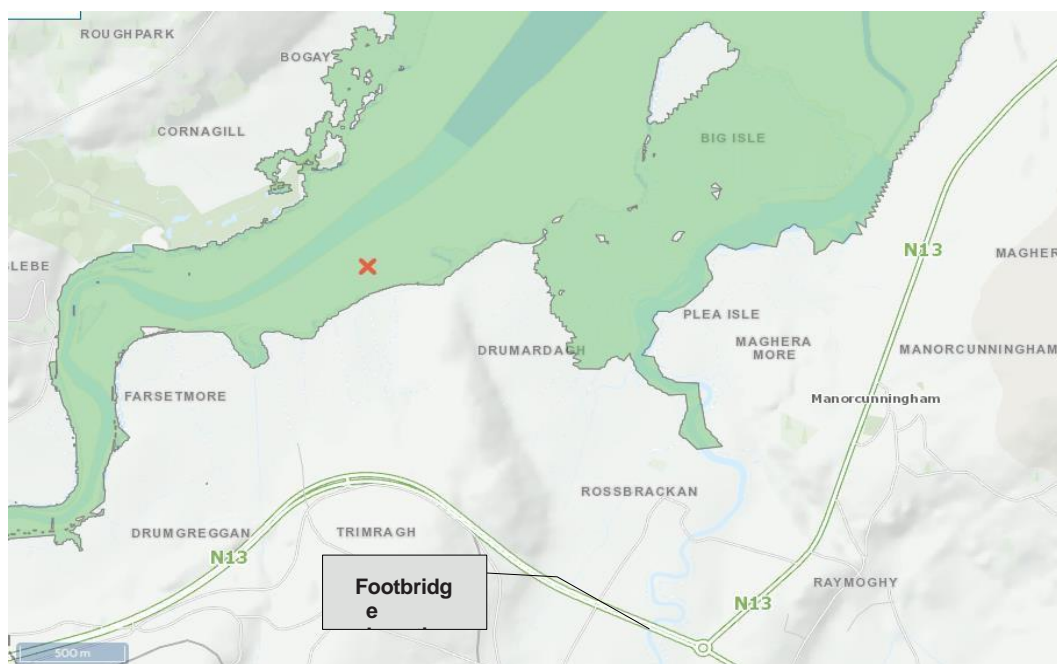 ROUGHPARK
BOGAY
CORNAGILL
BIG ISLE
GLEBE
N13
MAGHER
PLEA ISLE
DRUMARDAGH
MAGHERA
MORE
MANORCUNNINGHAM
FARSETMORE
Manorcunningham
ROSSBRACKAN
DRUMGREGGAN
TRIMRAGH
N13
Footbridg
e
RAYMOGHY
N13
500 m